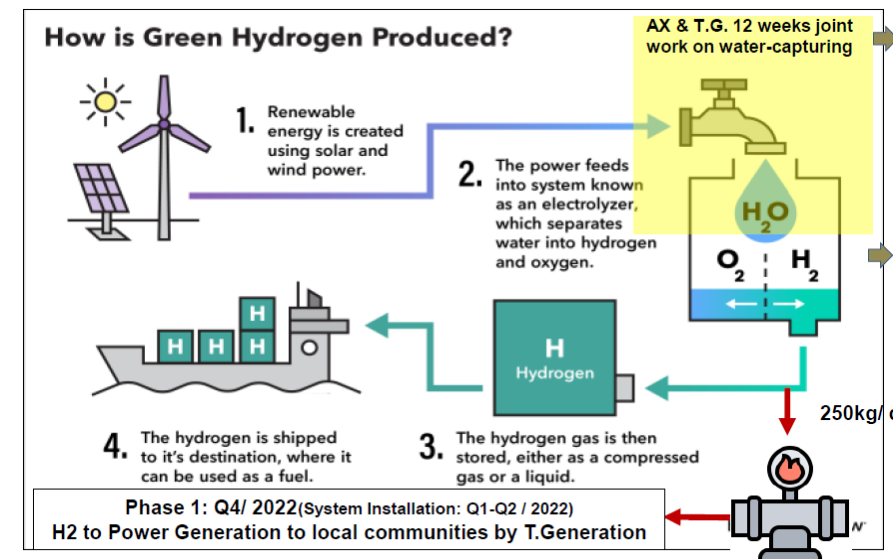 How is Green Hydrogen Produced?
AX & T.G. 12 weeks joint
work on water-capturing
1. Renewable
energy is created
using solar and
wind power.
2. The power feeds
into system known
as an electrolyzer,
which separates
water into hydrogen
and oxygen.
H2O
O2 H2
H
H H H
H
Hydrogen
250kg/
4. The hydrogen is shipped
to it's destination, where it
can be used as a fuel.
3. The hydrogen gas is then
stored, either as a compressed
gas or a liquid.
Phase 1: Q4/ 2022(System Installation: Q1-Q2 / 2022)
H2 to Power Generation to local communities by T.Generation